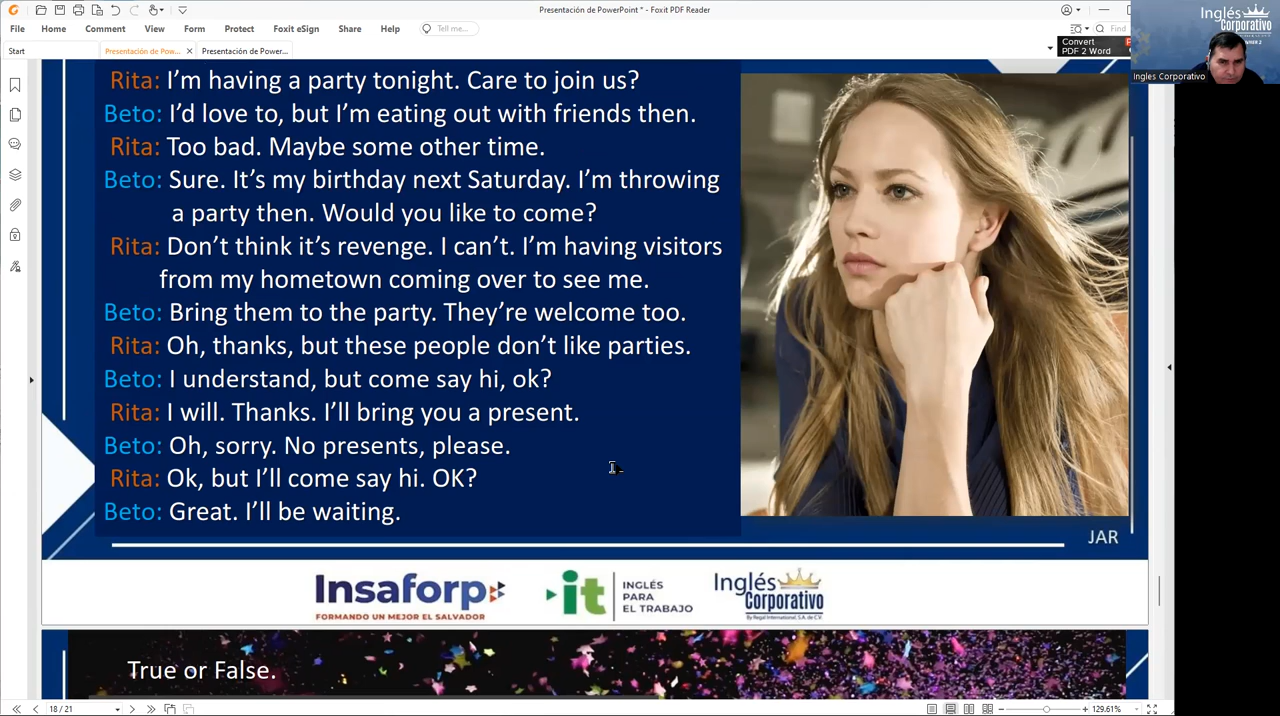 Presentación de PowerPoint * - Foxit PDF Reader
File Home Comment View Form Protect Foxit eSign Share Help Tell me... Find
Start Presentación de Pow... × Presentación de Power...
Convert
PDF 2 Word
Inglés
Corporativo
Ingles Corporativo
Rita: I'm having a party tonight. Care to join us?
Beto: I'd love to, but I'm eating out with friends then.
Rita: Too bad. Maybe some other time.
Beto: Sure. It's my birthday next Saturday. I'm throwing
a party then. Would you like to come?
Rita: Don't think it's revenge. I can't. I'm having visitors
from my hometown coming over to see me.
Beto: Bring them to the party. They're welcome too.
Rita: Oh, thanks, but these people don't like parties.
Beto: I understand, but come say hi, ok?
Rita: I will. Thanks. I'll bring you a present.
Beto: Oh, sorry. No presents, please.
Rita: Ok, but I'll come say hi. OK?
Beto: Great. I'll be waiting.
JAR
Insaforp
FORMANDO UN MEJOR EL SALVADOR
it
INGLÉS
PARA
EL TRABAJO
Inglés
Corporativo
By Regal International, S.A. de C.V.
True or False.
18 / 21
129.61%